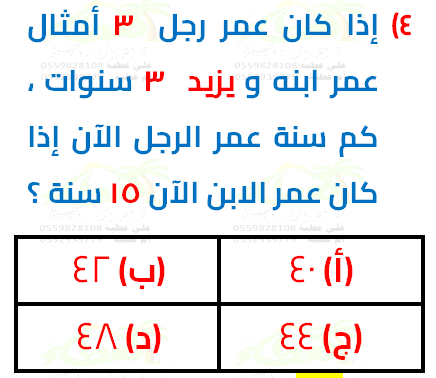 ٤) إذا كان عمر رجل ٣ أمثال
عمر ابنه و يزيد ٣ سنوات ،
كم سنة عمر الرجل الآن إذا
كان عمر الابن الآن ١٥ سنة ؟
(أ) ٤٠ (ب) ٤٢
(ج) ٤٤ (د) ٤٨